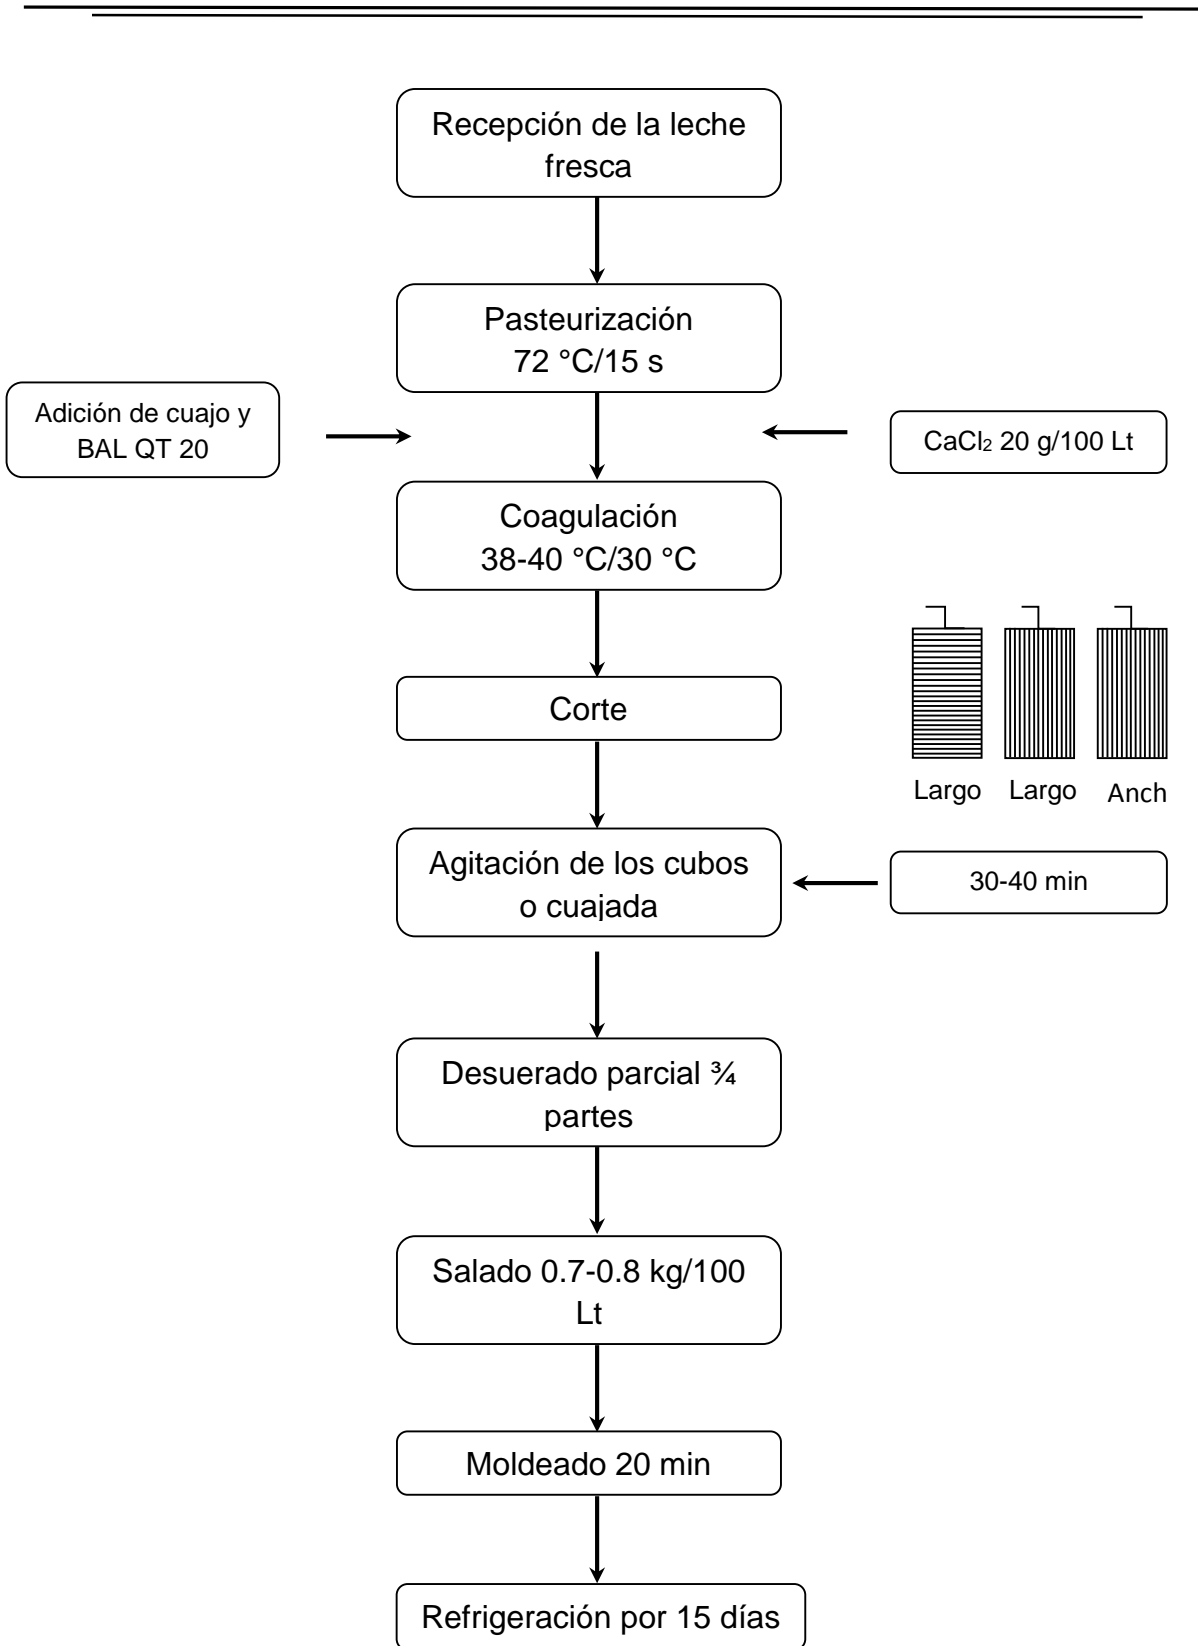 Recepción de la leche
fresca
Pasteurización
72 °C/15 s
Adición de cuajo y
BAL QT 20
CaCl₂ 20 g/100 Lt
Coagulación
38-40 °C/30 °C
Corte
Largo
Largo
Anch
Agitación de los cubos
o cuajada
30-40 min
Desuerado parcial ¾
partes
Salado 0.7-0.8 kg/100
Lt
Moldeado 20 min
Refrigeración por 15 días